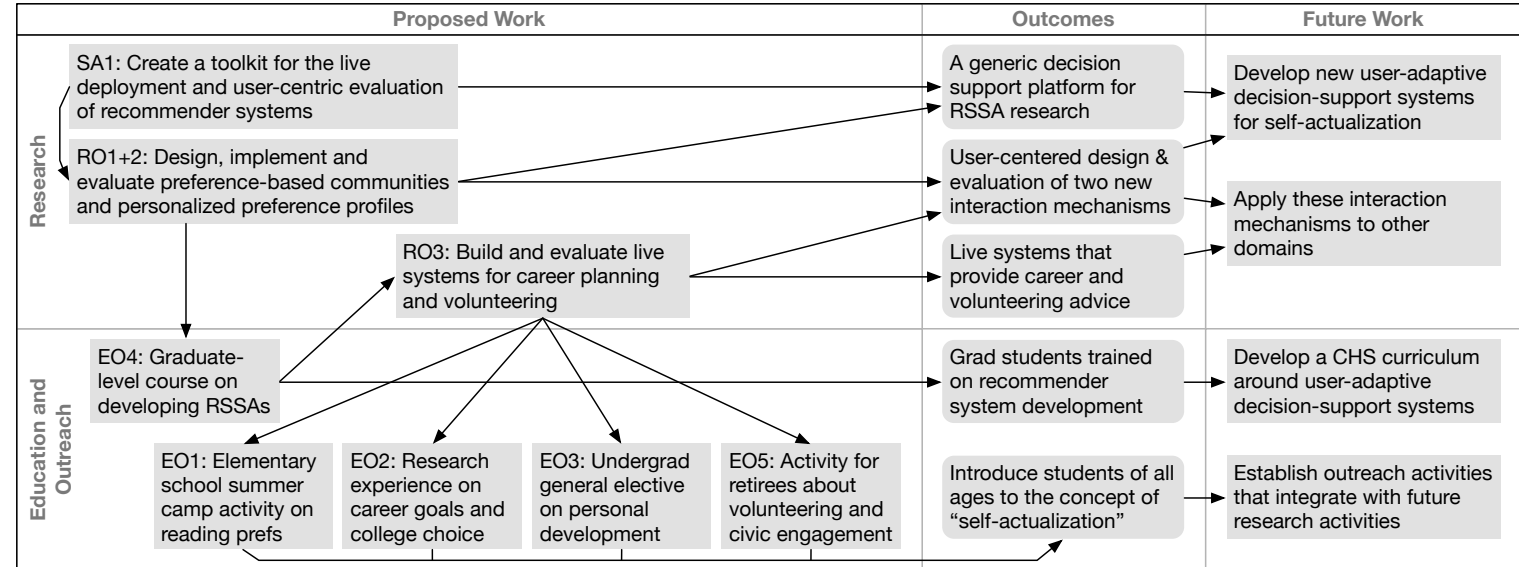 Proposed Work
Outcomes
Future Work
Research
SA1: Create a toolkit for the live
deployment and user-centric evaluation
of recommender systems
A generic decision
support platform for
RSSA research
Develop new user-adaptive
decision-support systems
for self-actualization
RO1+2: Design, implement and
evaluate preference-based communities
and personalized preference profiles
User-centered design &
evaluation of two new
interaction mechanisms
Apply these interaction
mechanisms to other
domains
RO3: Build and evaluate live
systems for career planning
and volunteering
Live systems that
provide career and
volunteering advice
Education and
Outreach
EO4: Graduate-
level course on
developing RSSAs
Grad students trained
on recommender
system development
Develop a CHS curriculum
around user-adaptive
decision-support systems
EO1: Elementary
school summer
camp activity on
reading prefs
EO2: Research
experience on
career goals and
college choice
EO3: Undergrad
general elective
on personal
development
EO5: Activity for
retirees about
volunteering and
civic engagement
Introduce students of all
ages to the concept of
“self-actualization”
Establish outreach activities
that integrate with future
research activities